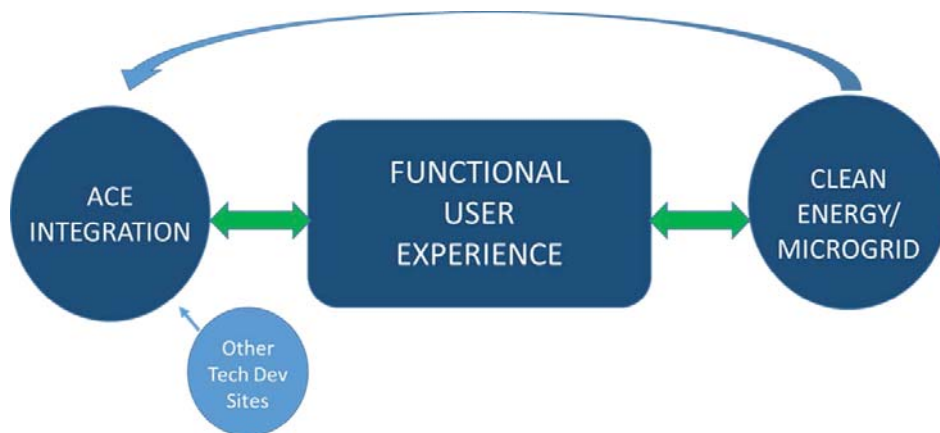 ACE
INTEGRATION
FUNCTIONAL
USER
EXPERIENCE
CLEAN
ENERGY/
MICROGRID
Other
Tech Dev
Sites